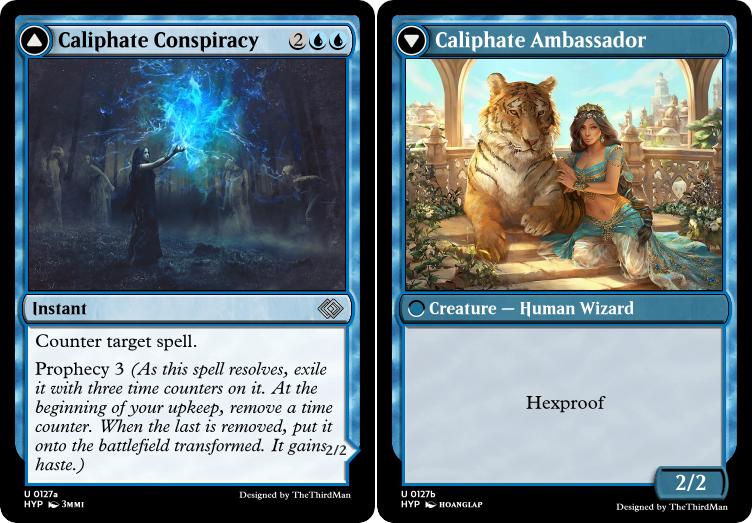 Caliphate Conspiracy 2
Instant
Counter target spell.
Prophecy 3 (As this spell resolves, exile
it with three time counters on it. At the
beginning of your upkeep, remove a time
counter. When the last is removed, put it
onto the battlefield transformed. It gains
haste.)
2/2
U 0127a
HYP 3MMI
Designed by TheThirdMan
Caliphate Ambassador
Creature — Human Wizard
Hexproof
2/2
U 0127b
HYP HOANGLAP
Designed by TheThirdMan